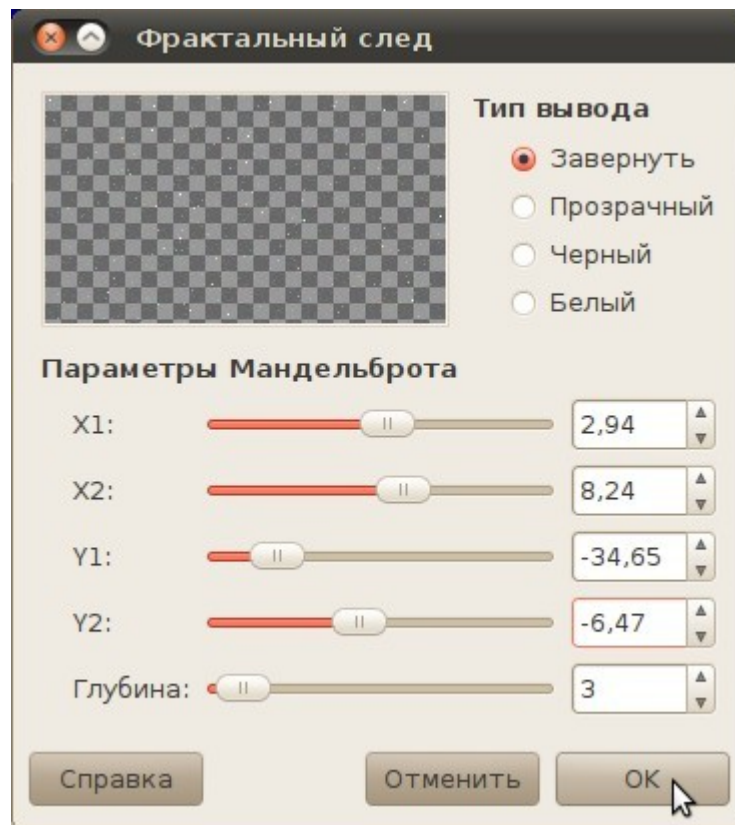 Фрактальный след
Тип вывода
Завернуть
Прозрачный
Черный
Белый
Параметры Мандельброта
X1: 2,94
X2: 8,24
Y1: -34,65
Y2: -6,47
Глубина: 3
Справка Отменить OK